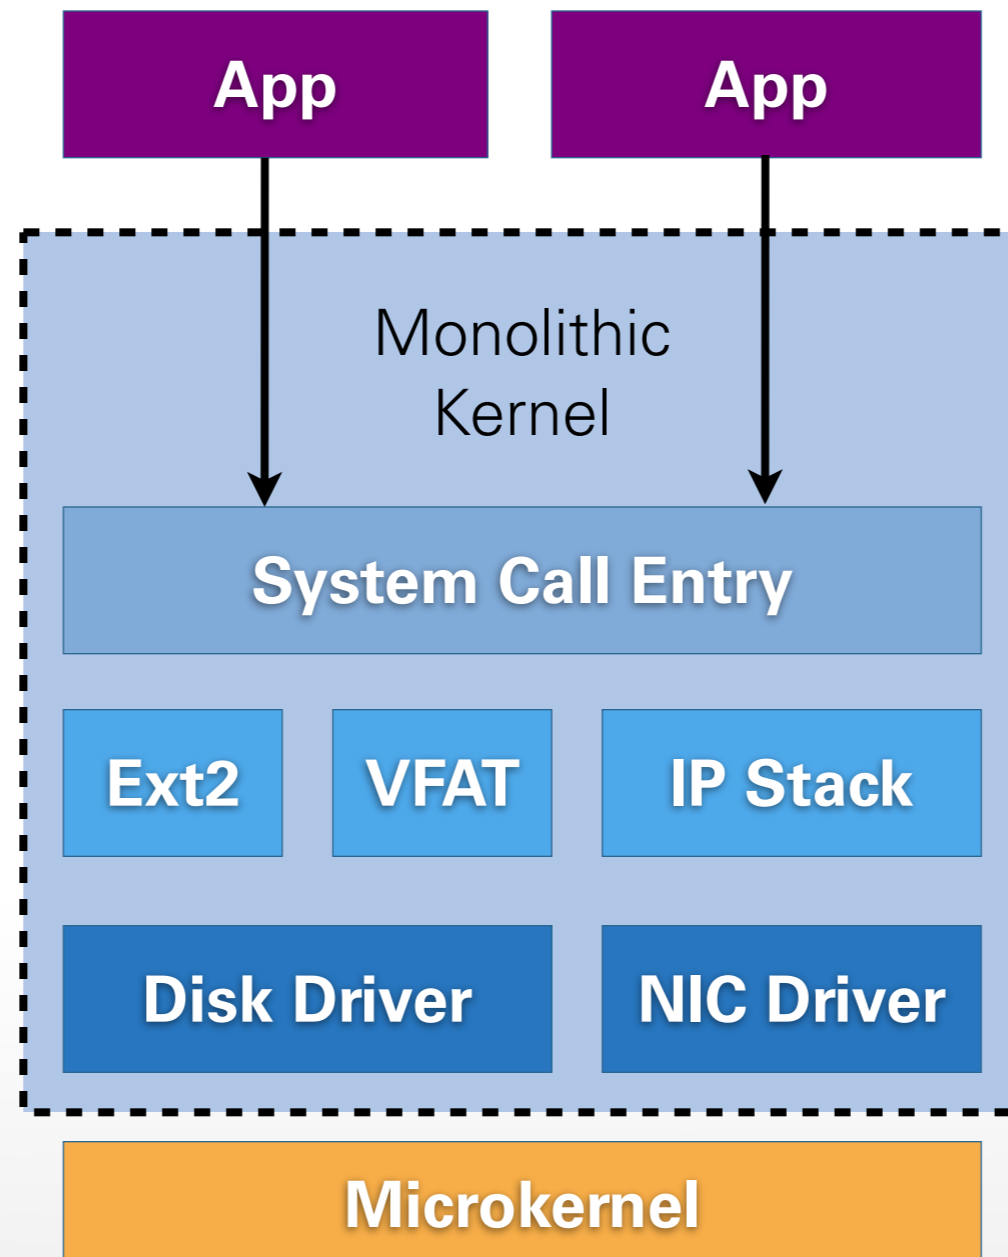 App App
Monolithic
Kernel
System Call Entry
Ext2 VFAT IP Stack
Disk Driver NIC Driver
Microkernel